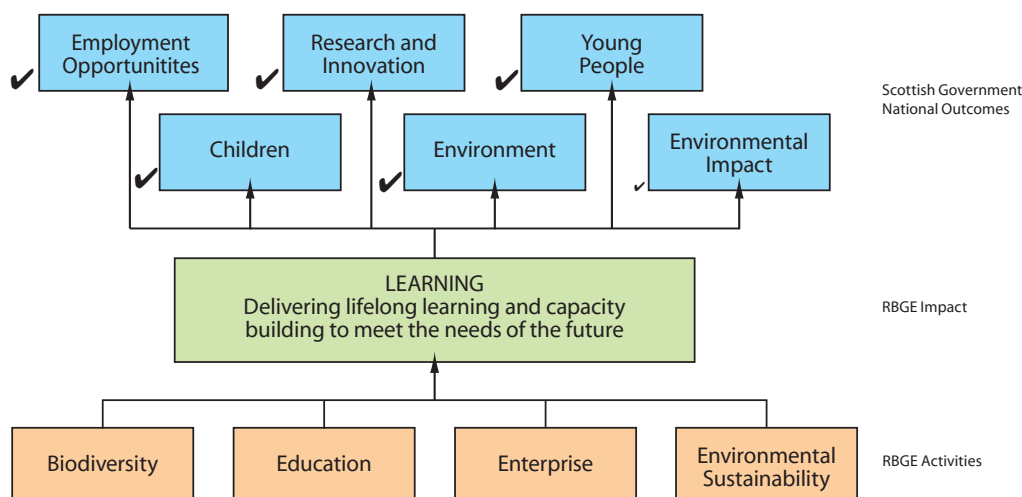 Employment
Opportunitites
Research and
Innovation
Young
People
Scottish Government
National Outcomes
Children
Environment
Environmental
Impact
LEARNING
Delivering lifelong learning and capacity
building to meet the needs of the future
RBGE Impact
Biodiversity
Education
Enterprise
Environmental
Sustainability
RBGE Activities